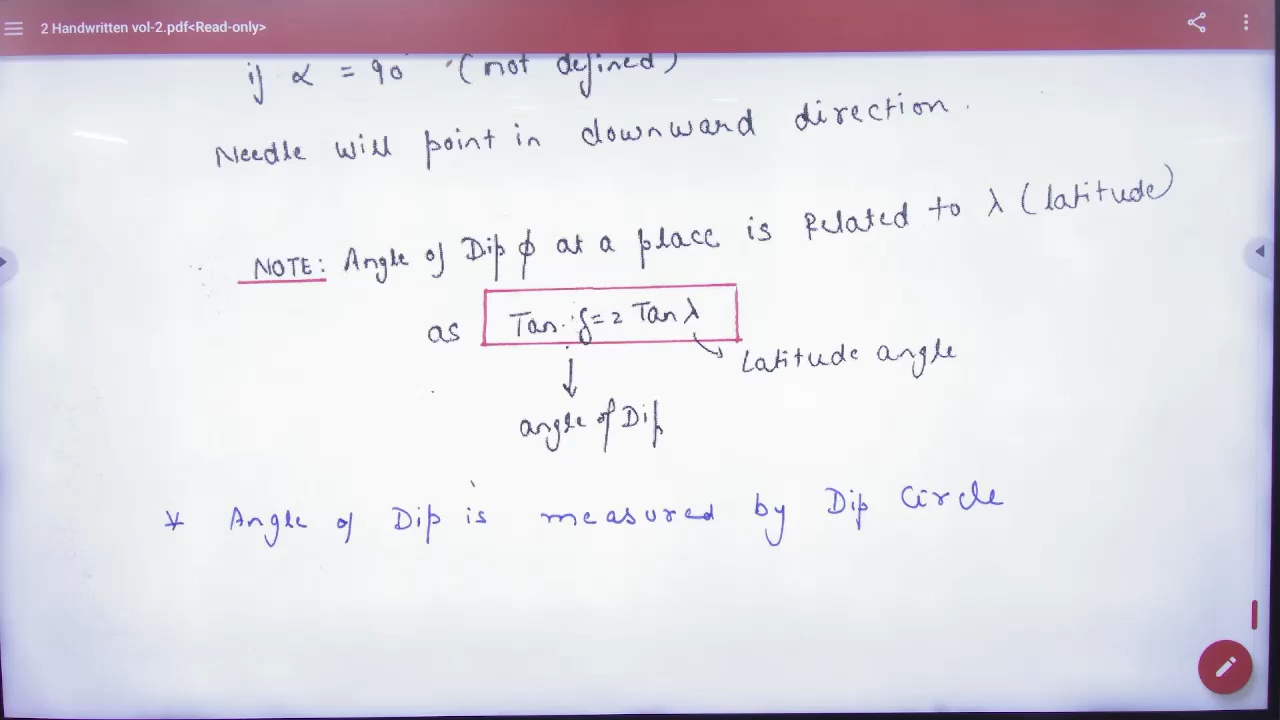 2 Handwritten vol-2.pdf<Read-only>
if α = 90° (not defined)
Needle will point in downward direction.
NOTE: Angle of Dip ϕ at a place is Related to λ (latitude)
as Tan δ=2 Tan λ
Latitude angle
angle of Dip
* Angle of Dip is measured by Dip Circle